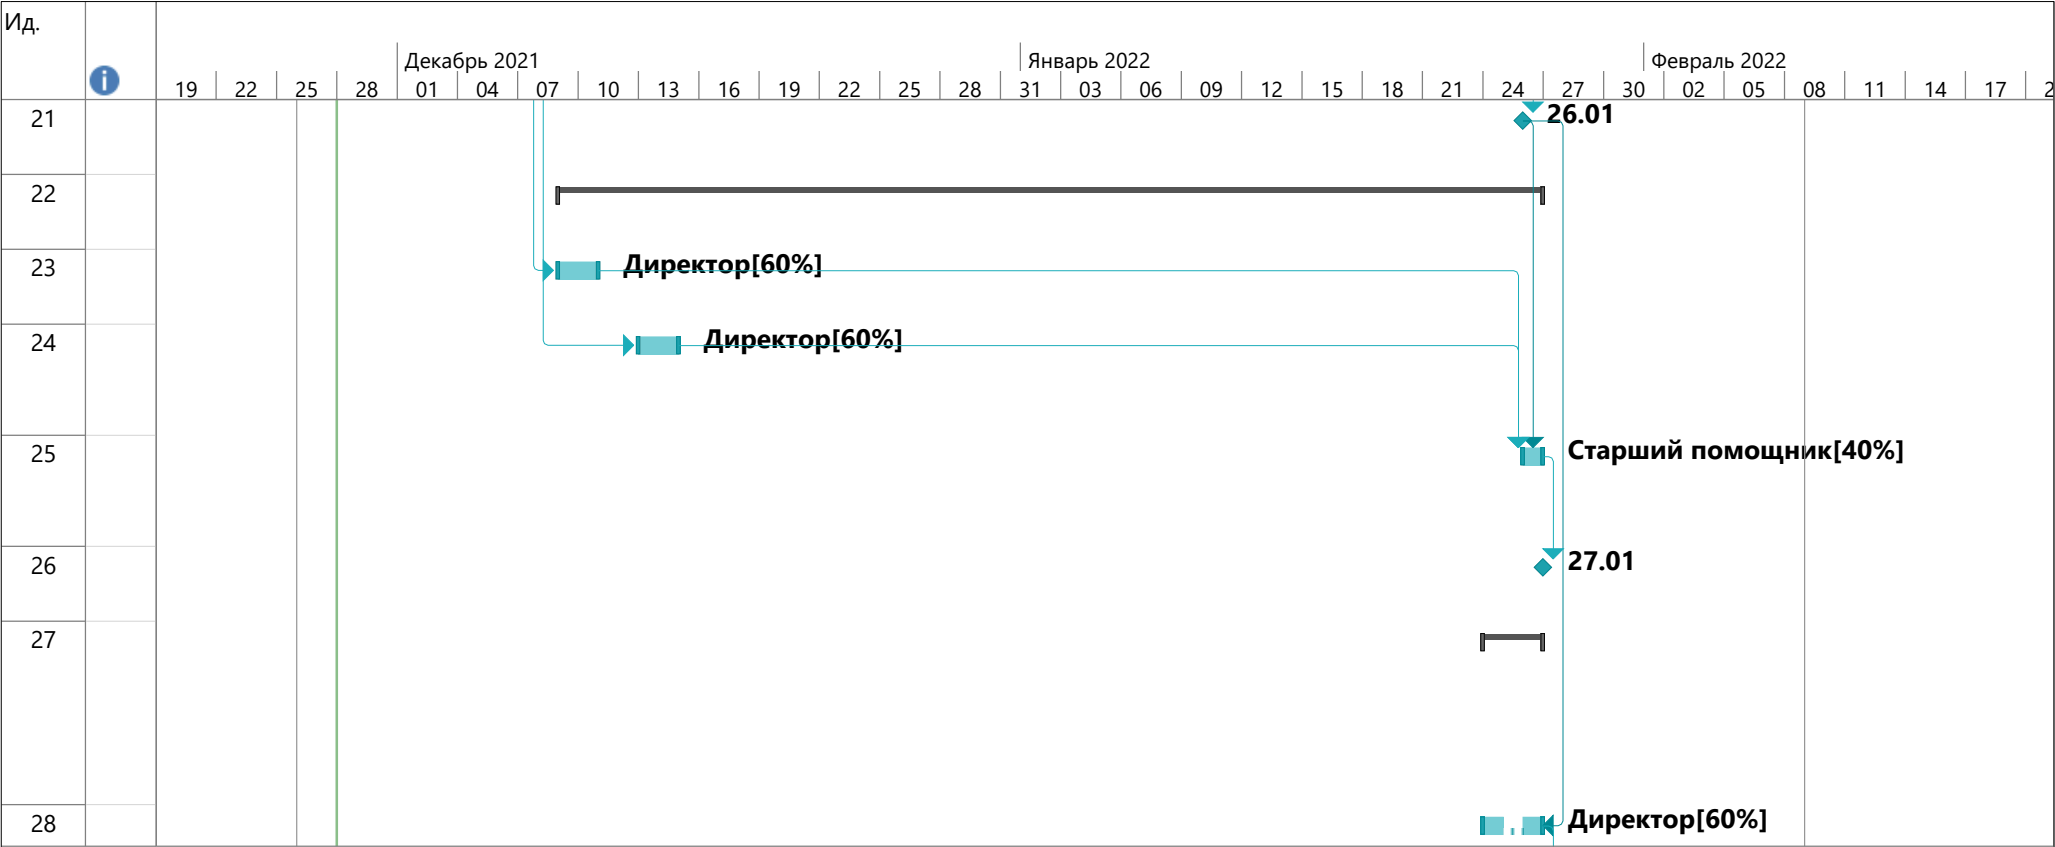 Ид.
Декабрь 2021 Январь 2022 Февраль 2022
19 22 25 28 01 04 07 10 13 16 19 22 25 28 31 03 06 09 12 15 18 21 24 27 30 02 05 08 11 14 17 2
21 26.01
22
23 Директор[60%]
24 Директор[60%]
25 Старший помощник[40%]
26 27.01
27
28 Директор[60%]